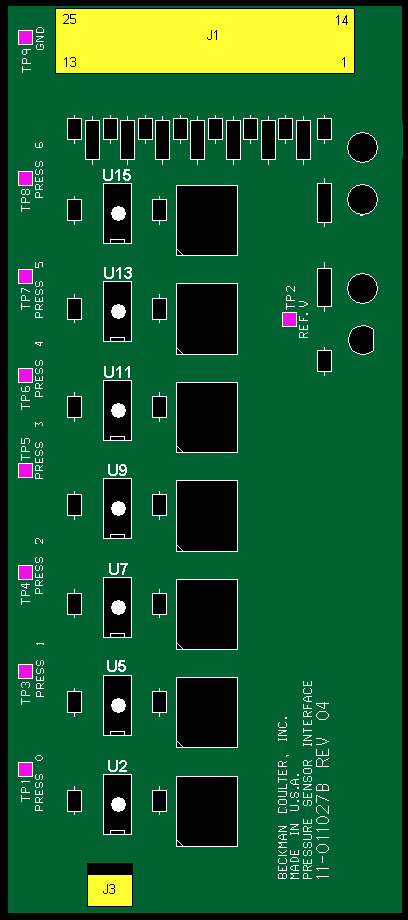 25 14
J1
13 1
TP9 GND
TP8 PRESS 6
U15
TP7 PRESS 5
U13
TP2
REF.V
TP6 PRESS 4
U11
TP5 PRESS 3
U9
TP4 PRESS 2
U7
TP3 PRESS 1
U5
TP1 PRESS 0
U2
J3
BECKMAN COULTER, INC.
MADE IN U.S.A.
PRESSURE SENSOR INTERFACE
11-011027B REV 04